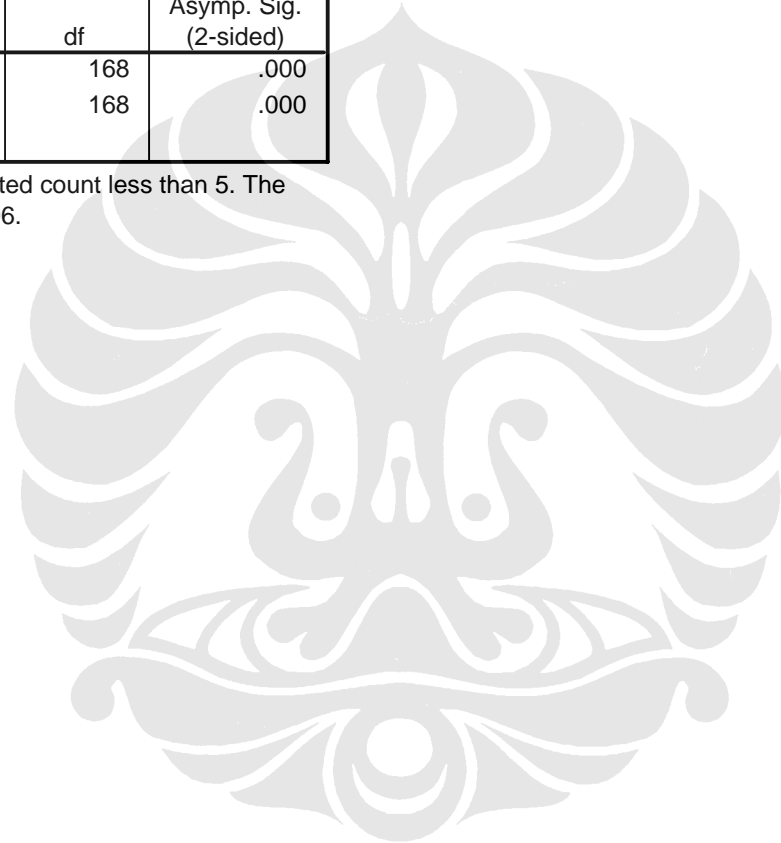 Asymp. Sig.
df (2-sided)
168 .000
168 .000
ted count less than 5. The
6.